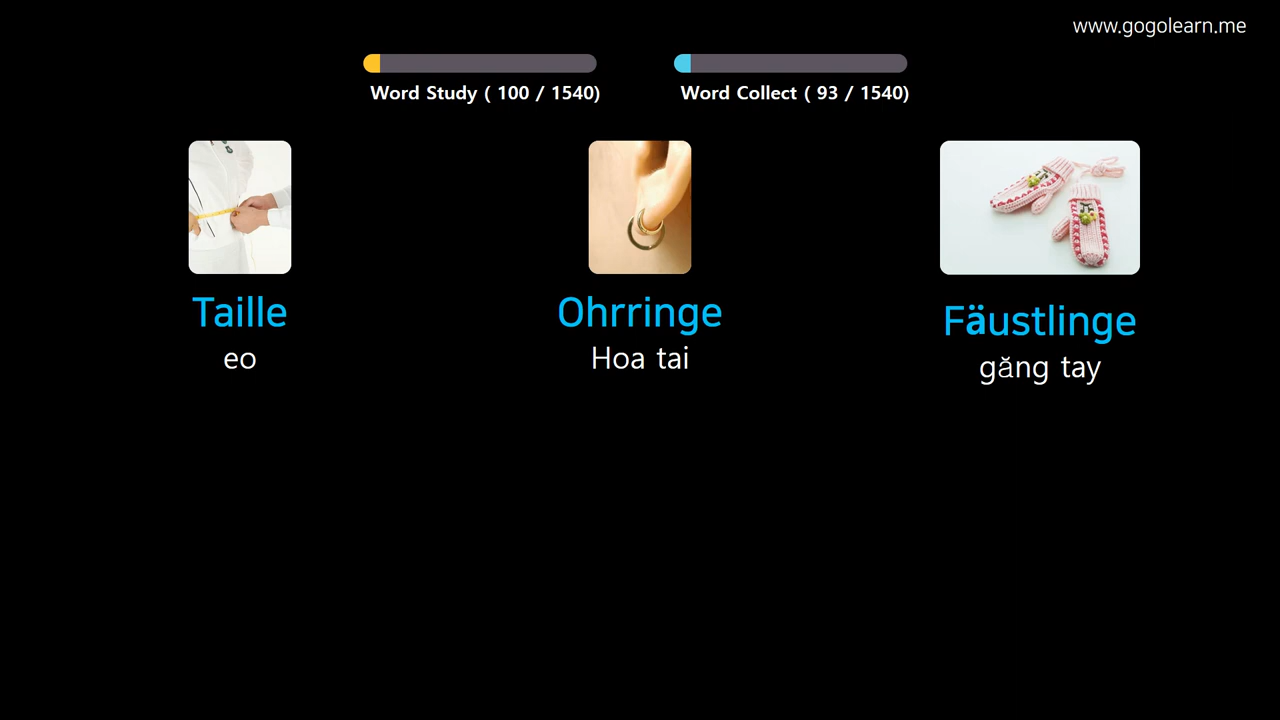 www.gogolearn.me
Word Study ( 100 / 1540)
Word Collect ( 93 / 1540)
Taille
eo
Ohrringe
Hoa tai
Fäustlinge
găng tay